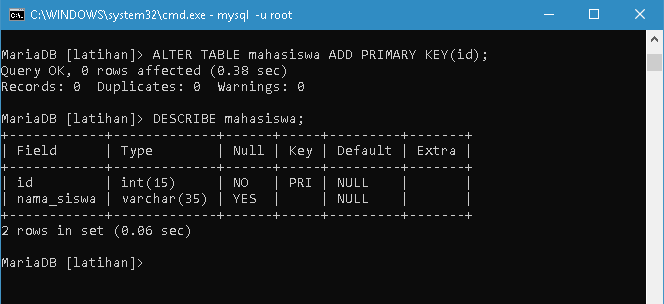 C:\WINDOWS\system32\cmd.exe - mysql -u root
MariaDB [latihan]> ALTER TABLE mahasiswa ADD PRIMARY KEY(id);
Query OK, 0 rows affected (0.38 sec)
Records: 0  Duplicates: 0  Warnings: 0
MariaDB [latihan]> DESCRIBE mahasiswa;
+------------+-------------+------+-----+---------+-------+
| Field      | Type        | Null | Key | Default | Extra |
+------------+-------------+------+-----+---------+-------+
| id         | int(15)     | NO   | PRI | NULL    |       |
| nama_siswa | varchar(35) | YES  |     | NULL    |       |
+------------+-------------+------+-----+---------+-------+
2 rows in set (0.06 sec)
MariaDB [latihan]>